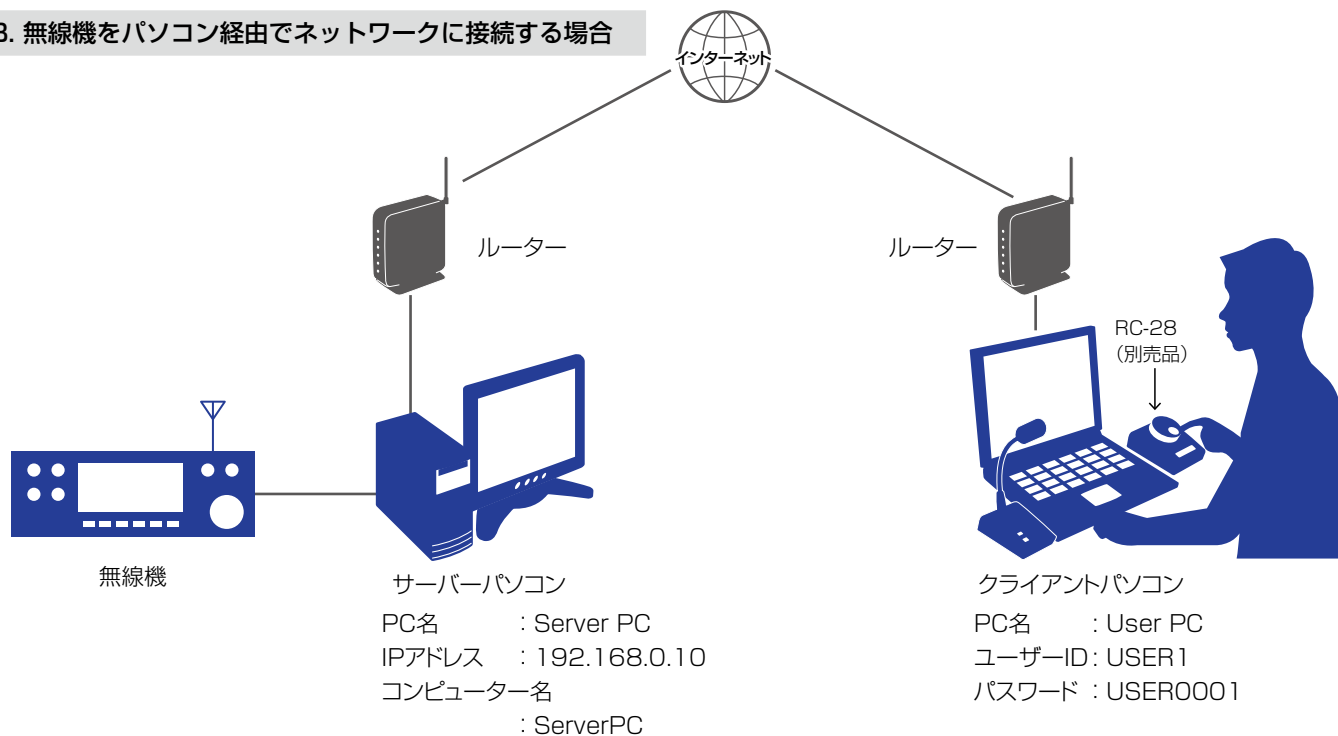 3. 無線機をパソコン経由でネットワークに接続する場合
インターネット
ルーター
ルーター
RC-28
（別売品）
無線機
サーバーパソコン
PC名 : Server PC
IPアドレス : 192.168.0.10
コンピューター名
: ServerPC
クライアントパソコン
PC名 : User PC
ユーザーID : USER1
パスワード : USER0001